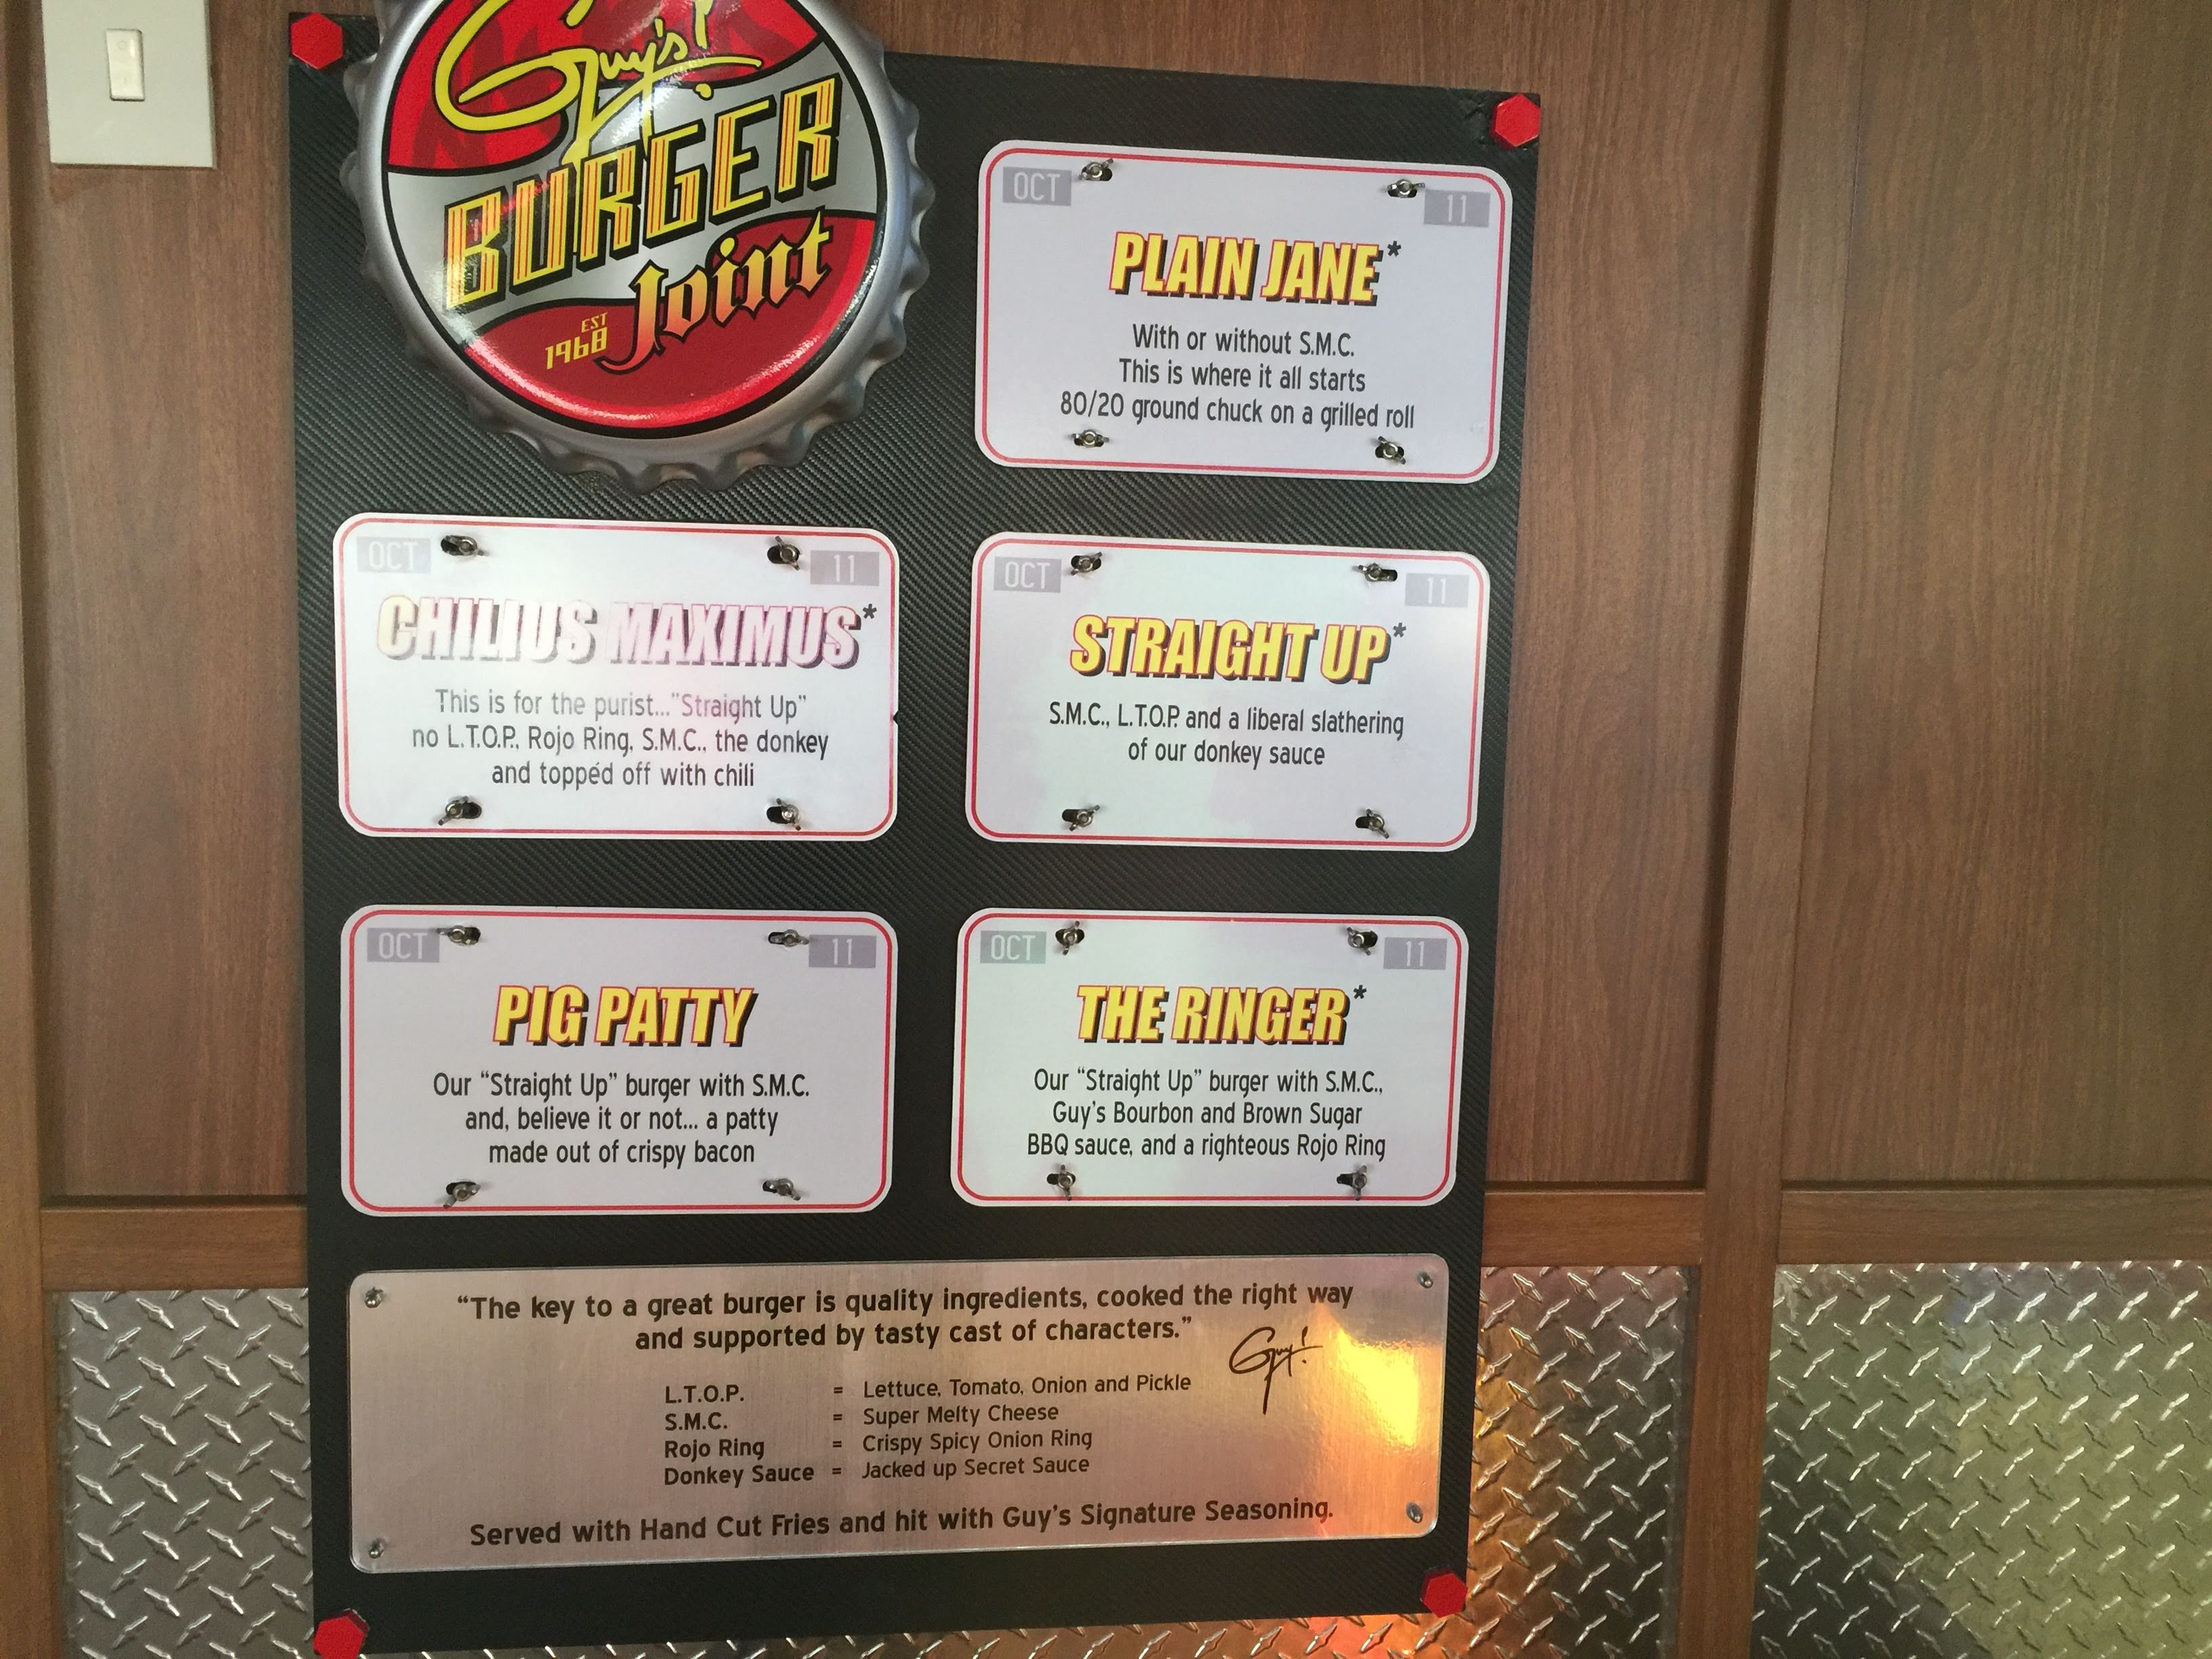 Guy's!
BURGER
Joint
EST
1968
OCT
11
PLAIN JANE*
With or without S.M.C.
This is where it all starts
80/20 ground chuck on a grilled roll
OCT
11
CHILIUS MAXIMUS*
This is for the purist..."Straight Up"
no L.T.O.P., Rojo Ring, S.M.C., the donkey
and topped off with chili
OCT
11
STRAIGHT UP*
S.M.C., L.T.O.P. and a liberal slathering
of our donkey sauce
OCT
11
PIG PATTY
Our “Straight Up” burger with S.M.C.
and, believe it or not... a patty
made out of crispy bacon
OCT
11
THE RINGER*
Our “Straight Up” burger with S.M.C.,
Guy's Bourbon and Brown Sugar
BBQ sauce, and a righteous Rojo Ring
“The key to a great burger is quality ingredients, cooked the right way
and supported by tasty cast of characters.”
Guy!
L.T.O.P. = Lettuce, Tomato, Onion and Pickle
S.M.C. = Super Melty Cheese
Rojo Ring = Crispy Spicy Onion Ring
Donkey Sauce = Jacked up Secret Sauce
Served with Hand Cut Fries and hit with Guy's Signature Seasoning.